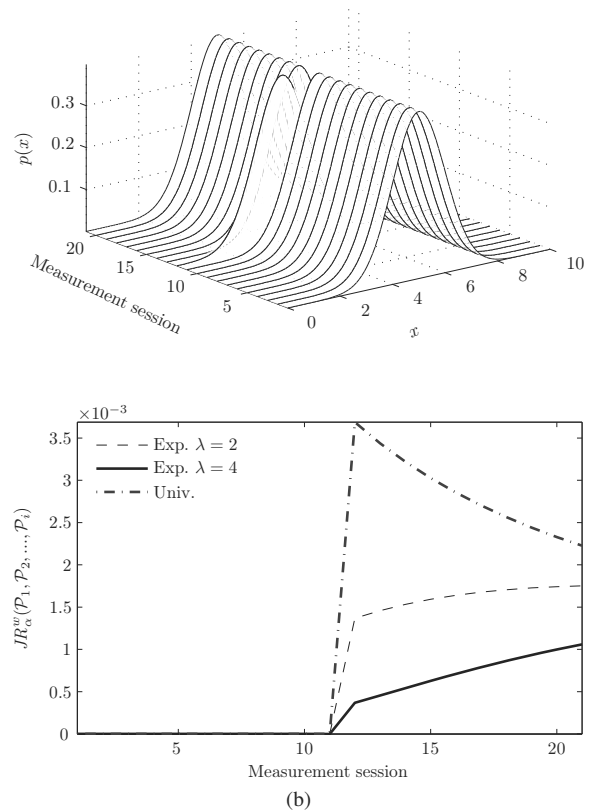 0.3
0.2
0.1
p(x)
20
15
10
5
Measurement session
0
2
4
6
8
10
x
×10⁻³
3.5
3
2.5
2
1.5
1
0.5
0
JR_α^w(𝒫₁, 𝒫₂, ..., 𝒫ᵢ)
Exp. λ = 2
Exp. λ = 4
Univ.
5
10
15
20
Measurement session
(b)